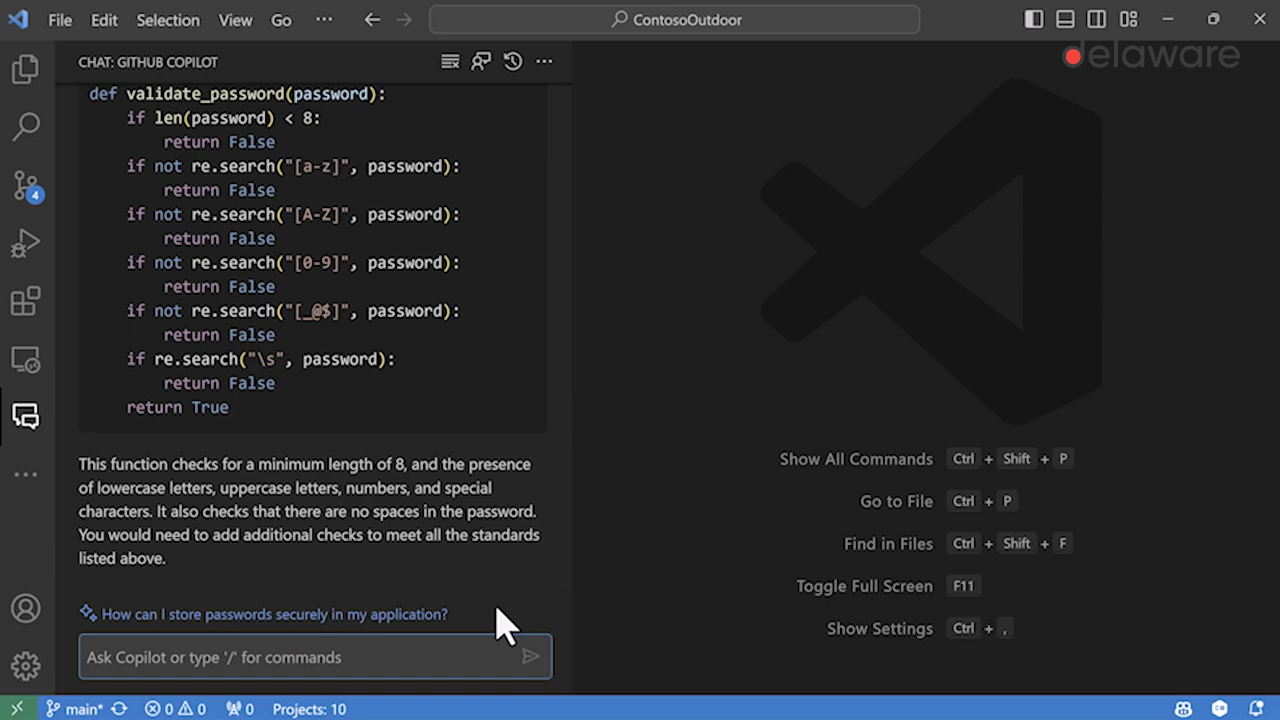 File Edit Selection View Go ··· ContosoOutdoor
delaware
CHAT: GITHUB COPILOT
def validate_password(password):
if len(password) < 8:
return False
if not re.search("[a-z]", password):
return False
if not re.search("[A-Z]", password):
return False
if not re.search("[0-9]", password):
return False
if not re.search("[_@$]", password):
return False
if re.search("\s", password):
return False
return True
This function checks for a minimum length of 8, and the presence
of lowercase letters, uppercase letters, numbers, and special
characters. It also checks that there are no spaces in the password.
You would need to add additional checks to meet all the standards
listed above.
How can I store passwords securely in my application?
Ask Copilot or type '/' for commands
4
Show All Commands Ctrl + Shift + P
Go to File Ctrl + P
Find in Files Ctrl + Shift + F
Toggle Full Screen F11
Show Settings Ctrl + ,
main* 0 0 0 Projects: 10